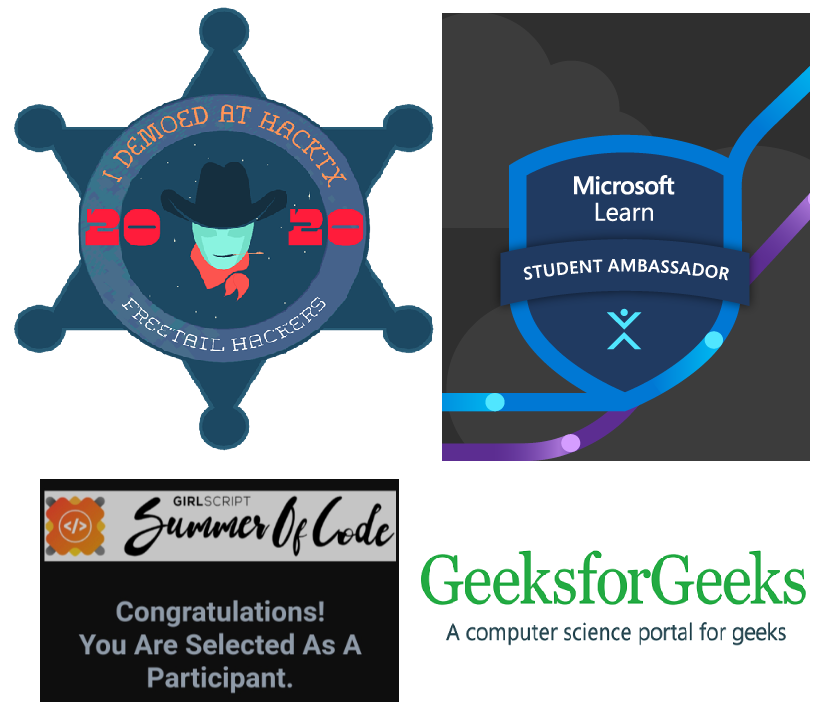 I DEMOED AT HACKTX
20 20
FREETAIL HACKERS
Microsoft
Learn
STUDENT AMBASSADOR
GIRLSCRIPT
Summer Of Code
</>
Congratulations!
You Are Selected As A
Participant.
GeeksforGeeks
A computer science portal for geeks